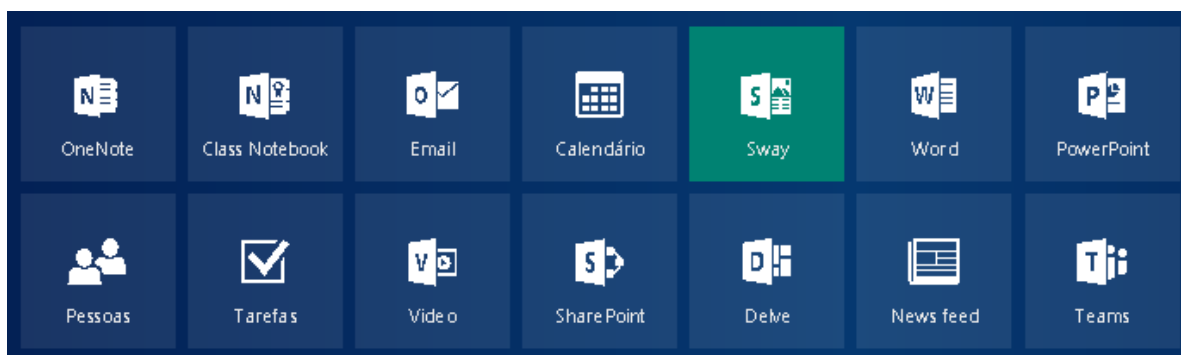 OneNote
Class Notebook
Email
Calendário
Sway
Word
PowerPoint
Pessoas
Tarefas
Video
SharePoint
Delve
News feed
Teams